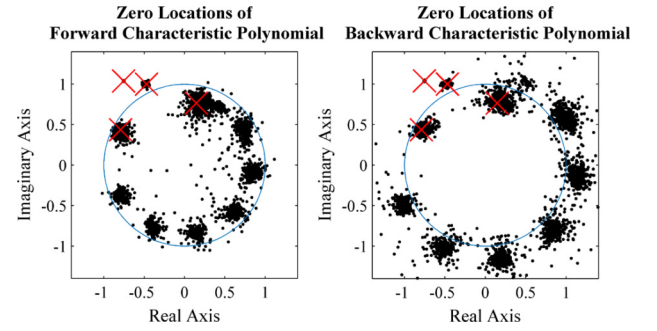 Zero Locations of
Forward Characteristic Polynomial
Imaginary Axis
1
0.5
0
-0.5
-1
-1 -0.5 0 0.5 1
Real Axis
Zero Locations of
Backward Characteristic Polynomial
Imaginary Axis
1
0.5
0
-0.5
-1
-1 -0.5 0 0.5 1
Real Axis